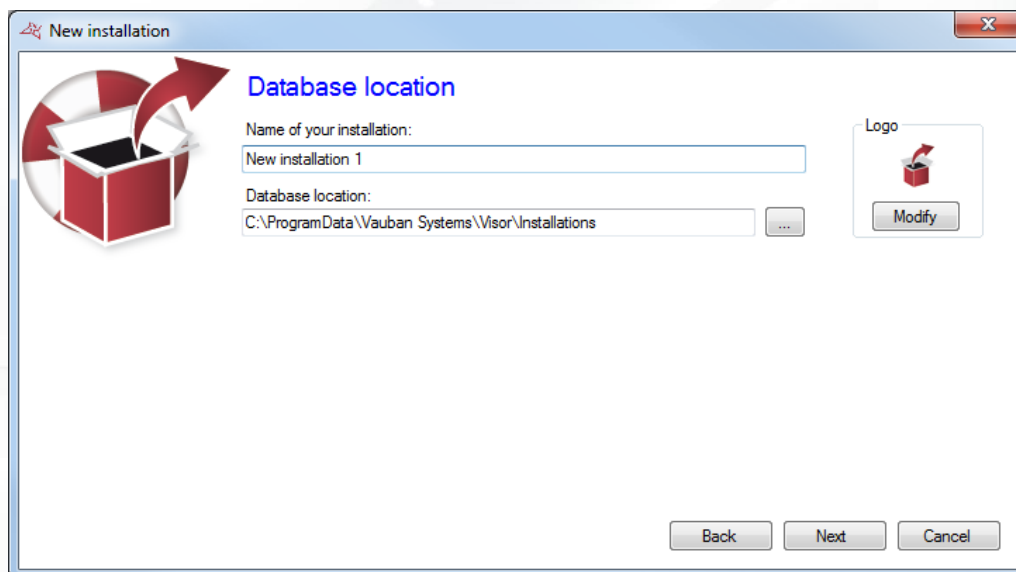 New installation
Database location
Name of your installation:
New installation 1
Logo
Database location:
C:\ProgramData\Vauban Systems\Visor\Installations
...
Modify
Back
Next
Cancel